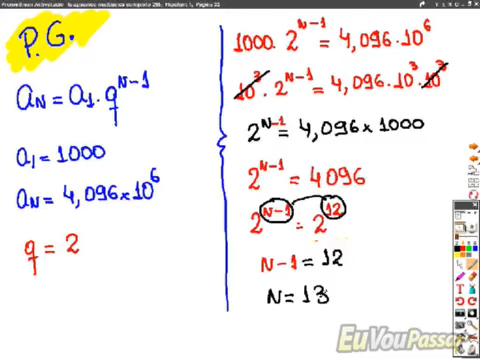 P.G.
aN = a1 . q^N-1
a1 = 1000
aN = 4,096 x 10^6
q = 2
1000 . 2^N-1 = 4,096 . 10^6
10^3 . 2^N-1 = 4,096 . 10^3 . 10^3
2^N-1 = 4,096 x 1000
2^N-1 = 4096
2^N-1 = 2^12
N-1 = 12
N = 13
EuVouPassar